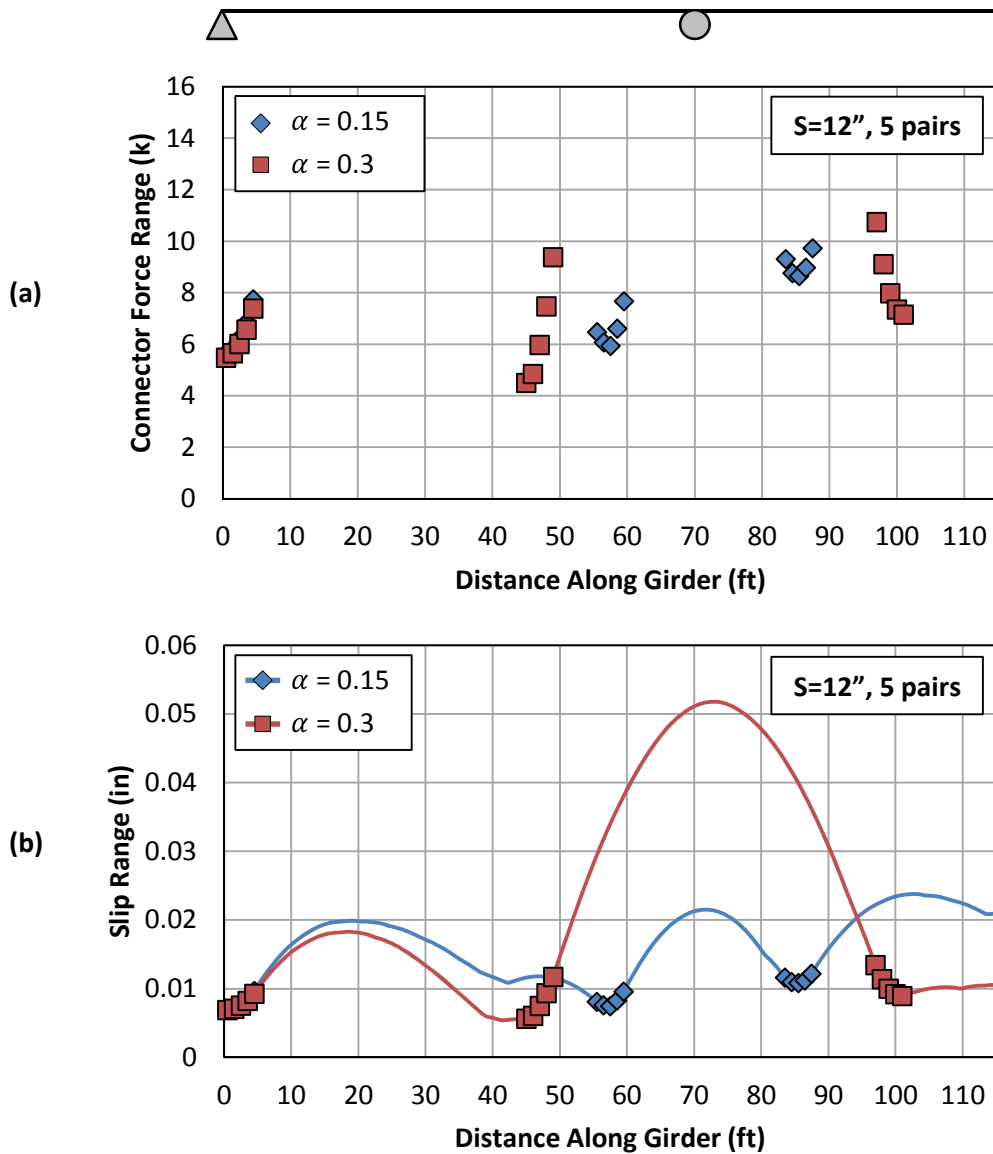 (a)
Connector Force Range (k)
16
14
12
10
8
6
4
2
0
α = 0.15
α = 0.3
S=12”, 5 pairs
0 10 20 30 40 50 60 70 80 90 100 110
Distance Along Girder (ft)
(b)
Slip Range (in)
0.06
0.05
0.04
0.03
0.02
0.01
0
α = 0.15
α = 0.3
S=12”, 5 pairs
0 10 20 30 40 50 60 70 80 90 100 110
Distance Along Girder (ft)